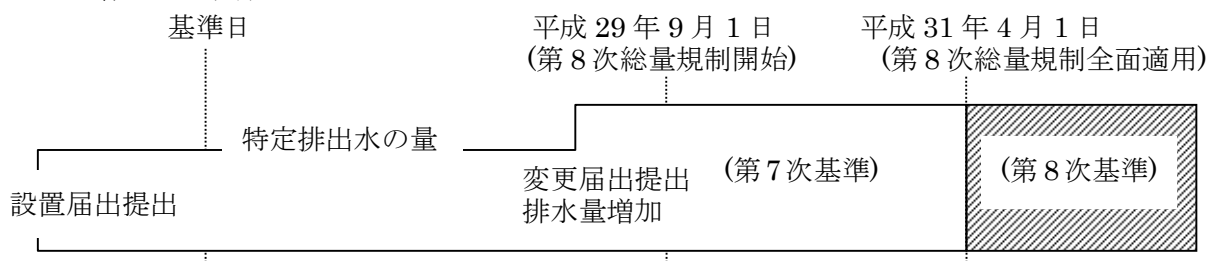 基準日
平成 29 年 9 月 1 日
(第 8 次総量規制開始)
平成 31 年 4 月 1 日
(第 8 次総量規制全面適用)
特定排出水の量
設置届出提出
変更届出提出
排水量増加
(第 7 次基準)
(第 8 次基準)